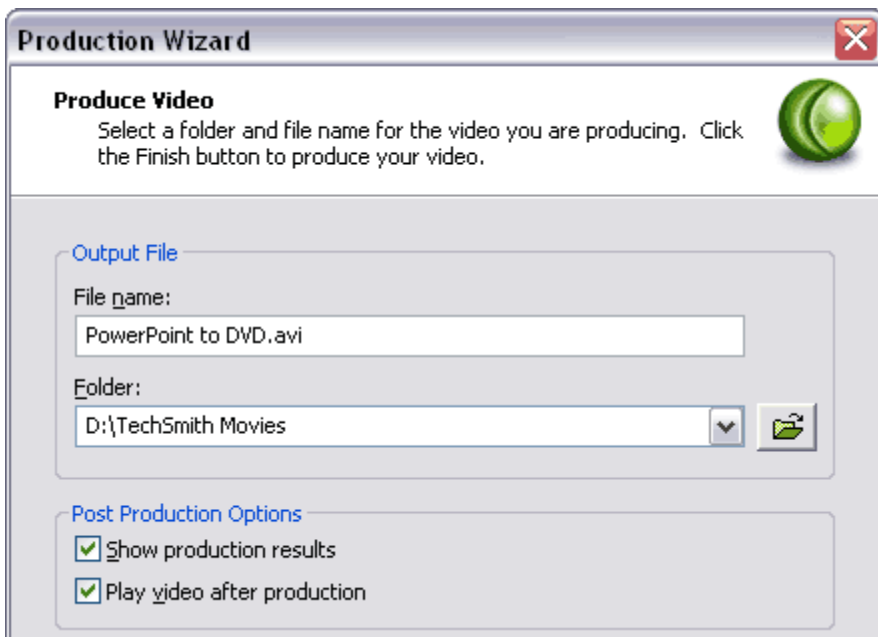 Production Wizard
Produce Video
Select a folder and file name for the video you are producing. Click
the Finish button to produce your video.
Output File
File name:
PowerPoint to DVD.avi
Folder:
D:\TechSmith Movies
Post Production Options
Show production results
Play video after production